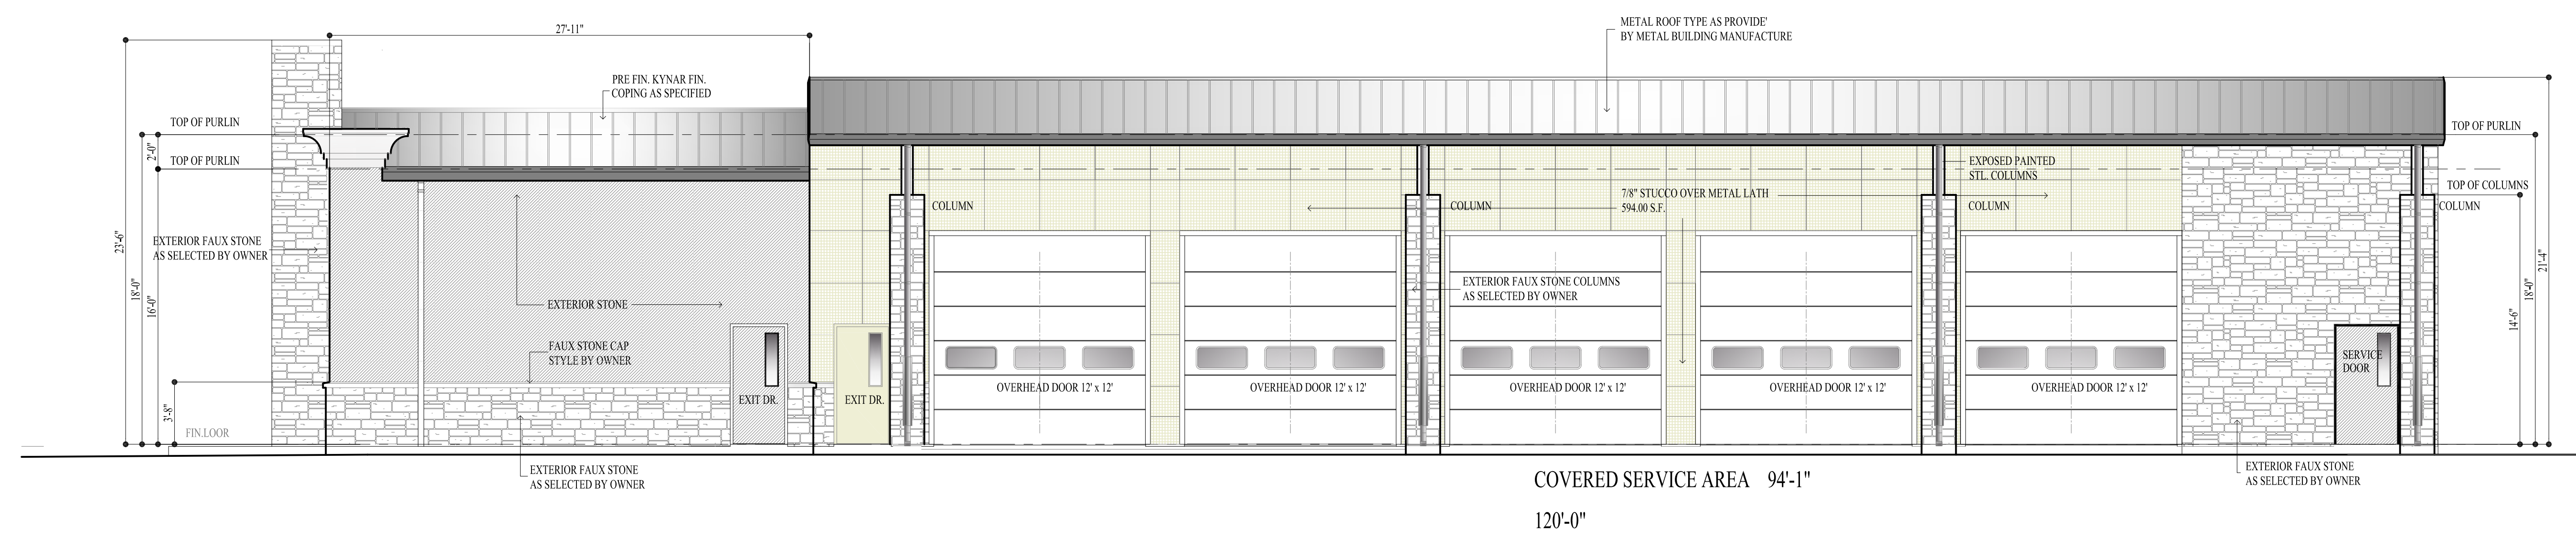 27'-11"
METAL ROOF TYPE AS PROVIDE'
BY METAL BUILDING MANUFACTURE
PRE FIN. KYNAR FIN.
COPING AS SPECIFIED
TOP OF PURLIN
TOP OF PURLIN
2'-0"
TOP OF PURLIN
EXPOSED PAINTED
STL. COLUMNS
TOP OF COLUMNS
7/8" STUCCO OVER METAL LATH
594.00 S.F.
COLUMN
COLUMN
COLUMN
COLUMN
23'-6"
18'-0"
16'-0"
EXTERIOR FAUX STONE
AS SELECTED BY OWNER
21'-4"
18'-0"
14'-6"
EXTERIOR STONE
EXTERIOR FAUX STONE COLUMNS
AS SELECTED BY OWNER
FAUX STONE CAP
STYLE BY OWNER
SERVICE
DOOR
OVERHEAD DOOR 12' x 12'
OVERHEAD DOOR 12' x 12'
OVERHEAD DOOR 12' x 12'
OVERHEAD DOOR 12' x 12'
OVERHEAD DOOR 12' x 12'
EXIT DR.
EXIT DR.
3'-8"
FIN.LOOR
EXTERIOR FAUX STONE
AS SELECTED BY OWNER
EXTERIOR FAUX STONE
AS SELECTED BY OWNER
COVERED SERVICE AREA 94'-1"
120'-0"